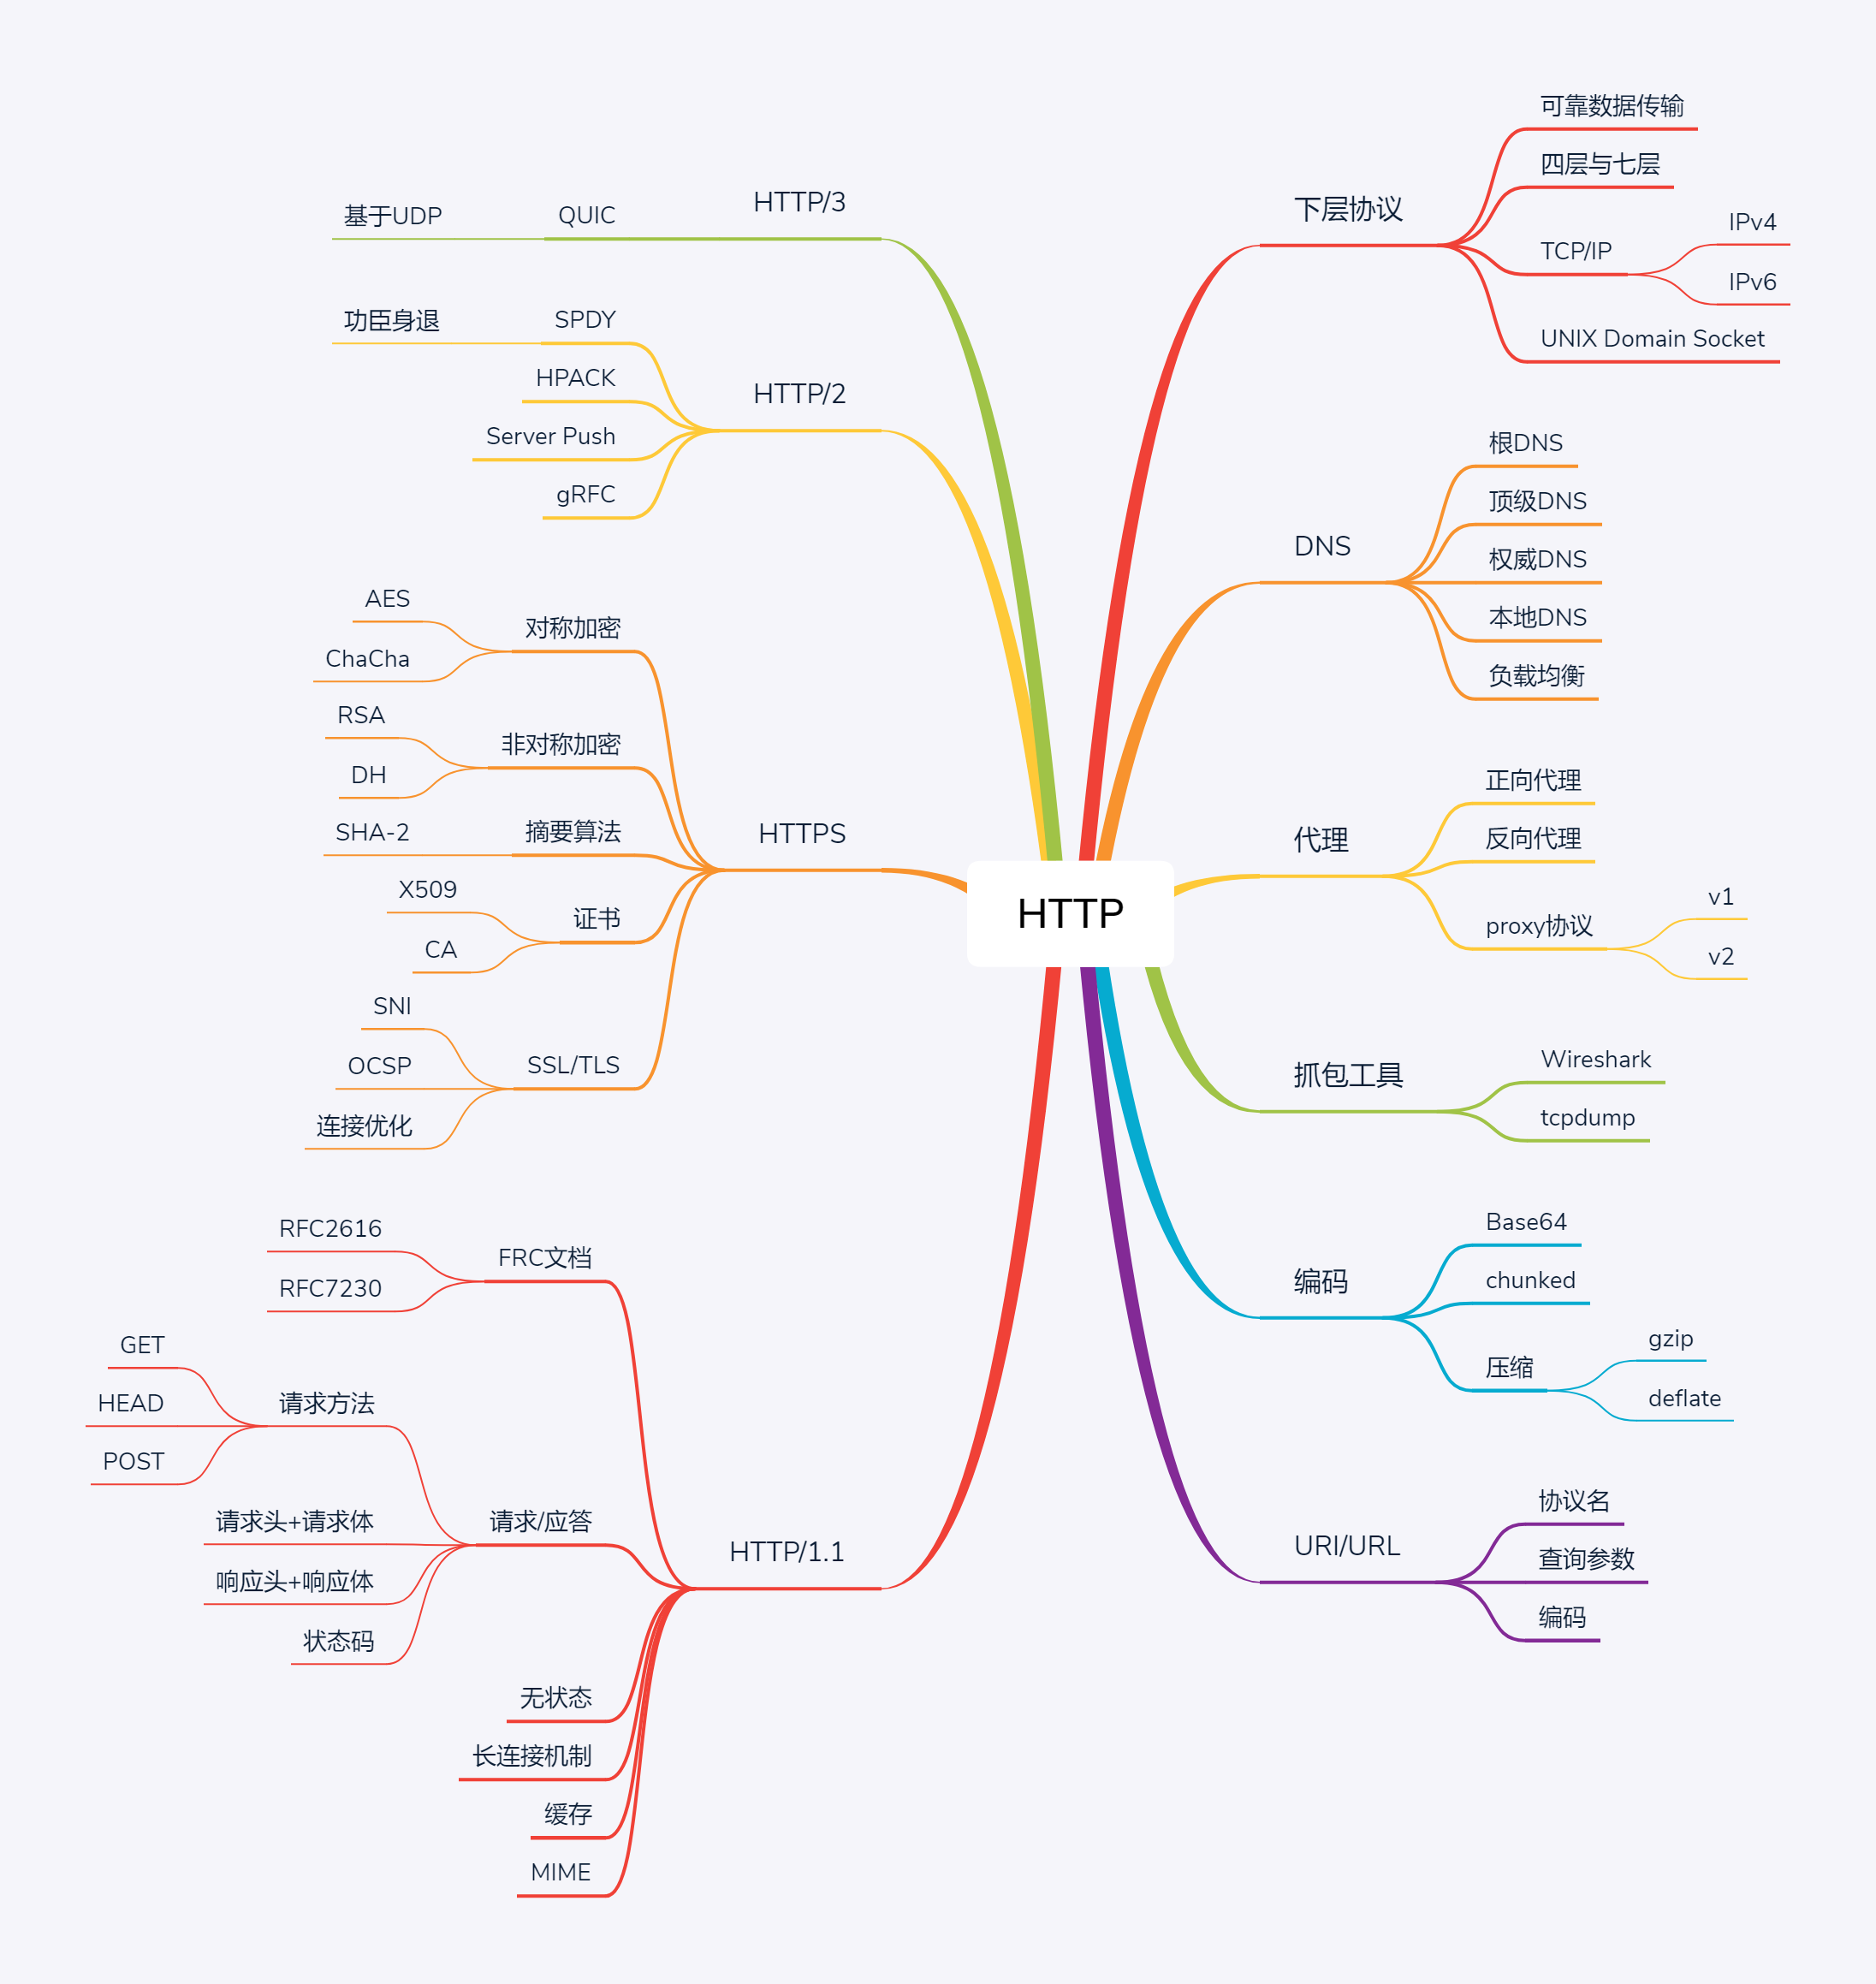 HTTP
下层协议
可靠数据传输
四层与七层
TCP/IP
IPv4
IPv6
UNIX Domain Socket
DNS
根DNS
顶级DNS
权威DNS
本地DNS
负载均衡
代理
正向代理
反向代理
proxy协议
v1
v2
抓包工具
Wireshark
tcpdump
编码
Base64
chunked
压缩
gzip
deflate
URI/URL
协议名
查询参数
编码
HTTP/3
QUIC
基于UDP
HTTP/2
SPDY
功臣身退
HPACK
Server Push
gRFC
HTTPS
对称加密
AES
ChaCha
非对称加密
RSA
DH
摘要算法
SHA-2
证书
X509
CA
SSL/TLS
SNI
OCSP
连接优化
HTTP/1.1
FRC文档
RFC2616
RFC7230
请求/应答
请求方法
GET
HEAD
POST
请求头+请求体
响应头+响应体
状态码
无状态
长连接机制
缓存
MIME